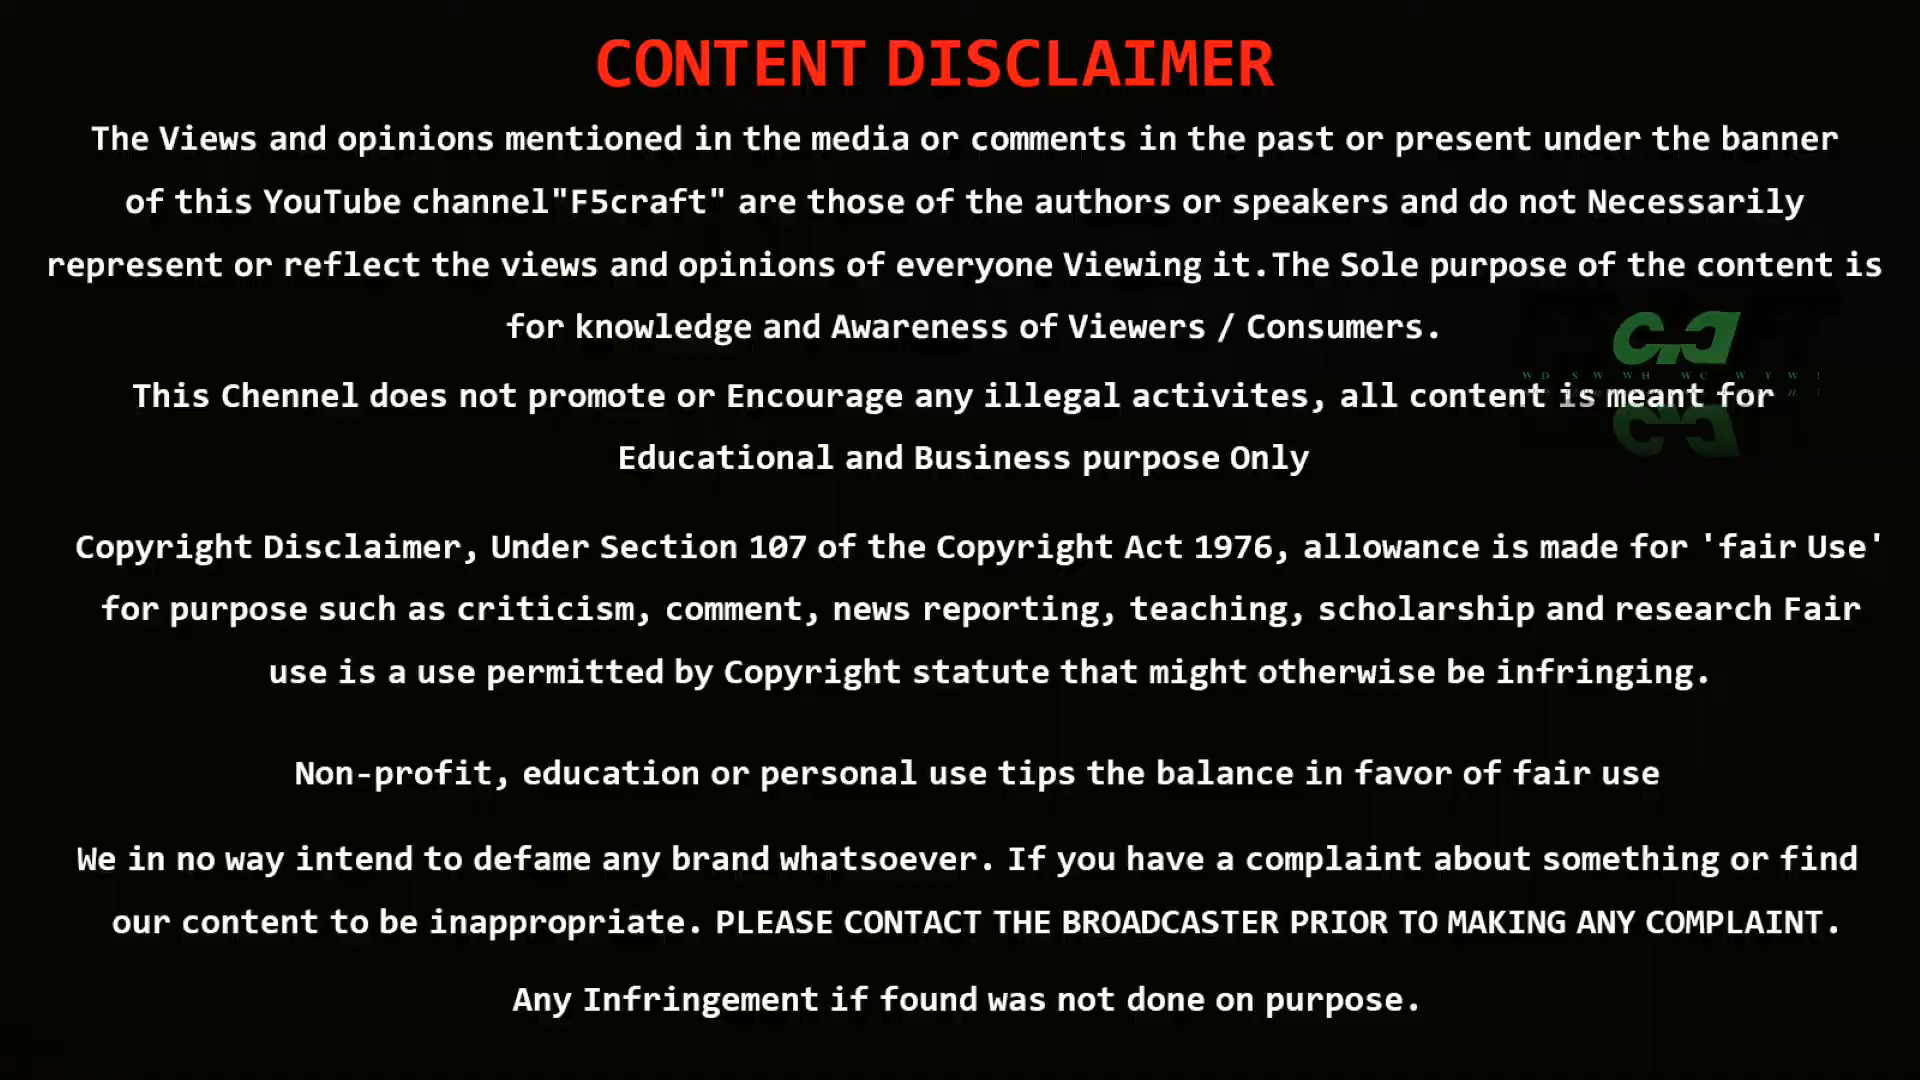 CONTENT DISCLAIMER
The Views and opinions mentioned in the media or comments in the past or present under the banner
of this YouTube channel"F5craft" are those of the authors or speakers and do not Necessarily
represent or reflect the views and opinions of everyone Viewing it.The Sole purpose of the content is
for knowledge and Awareness of Viewers / Consumers.
This Chennel does not promote or Encourage any illegal activites, all content is meant for
Educational and Business purpose Only
Copyright Disclaimer, Under Section 107 of the Copyright Act 1976, allowance is made for 'fair Use'
for purpose such as criticism, comment, news reporting, teaching, scholarship and research Fair
use is a use permitted by Copyright statute that might otherwise be infringing.
Non-profit, education or personal use tips the balance in favor of fair use
We in no way intend to defame any brand whatsoever. If you have a complaint about something or find
our content to be inappropriate. PLEASE CONTACT THE BROADCASTER PRIOR TO MAKING ANY COMPLAINT.
Any Infringement if found was not done on purpose.